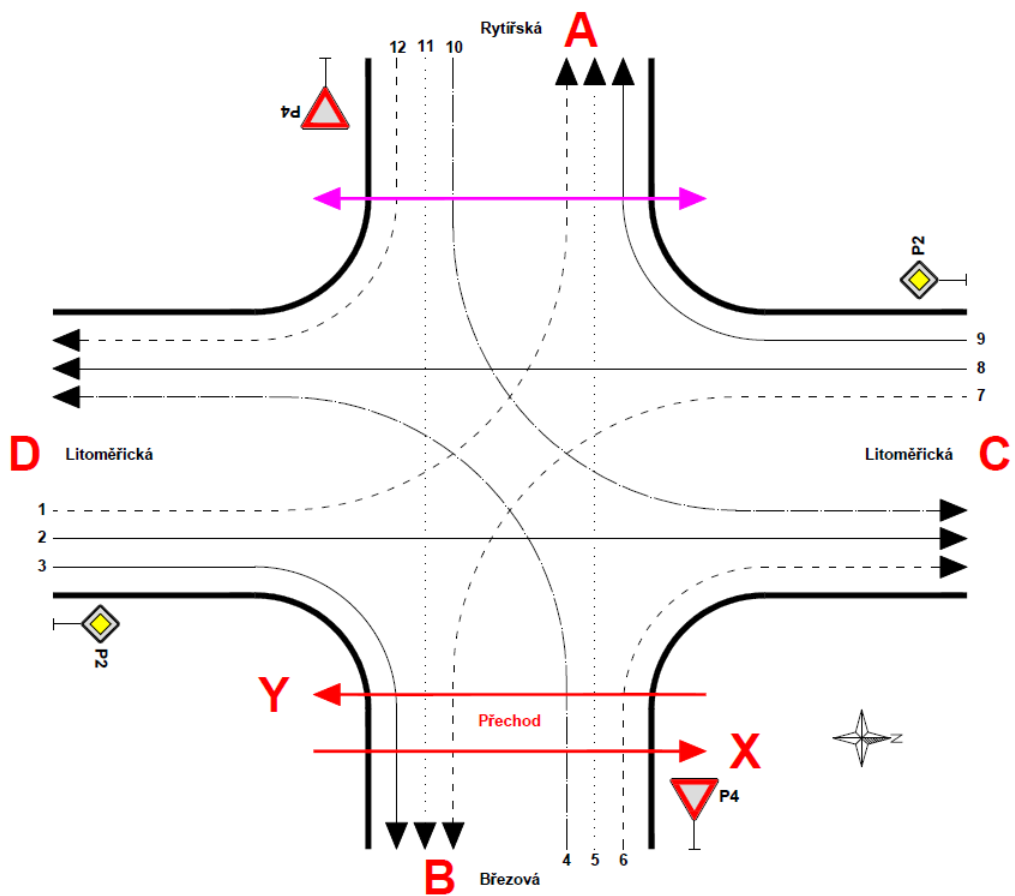 Rytířská A
12 11 10
P4
P2
9
8
7
D Litoměřická
Litoměřická C
1
2
3
P2
Y
Přechod
X
P4
N
B Březová
4 5 6